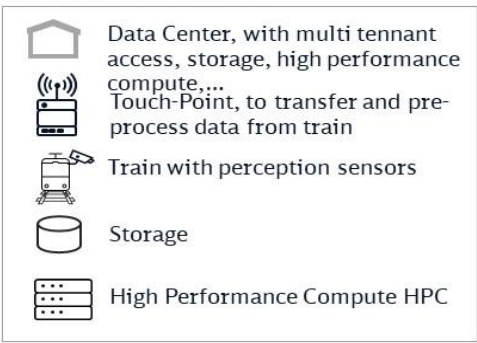 Data Center, with multi tennant
access, storage, high performance
compute,...
Touch-Point, to transfer and pre-
process data from train
Train with perception sensors
Storage
High Performance Compute HPC